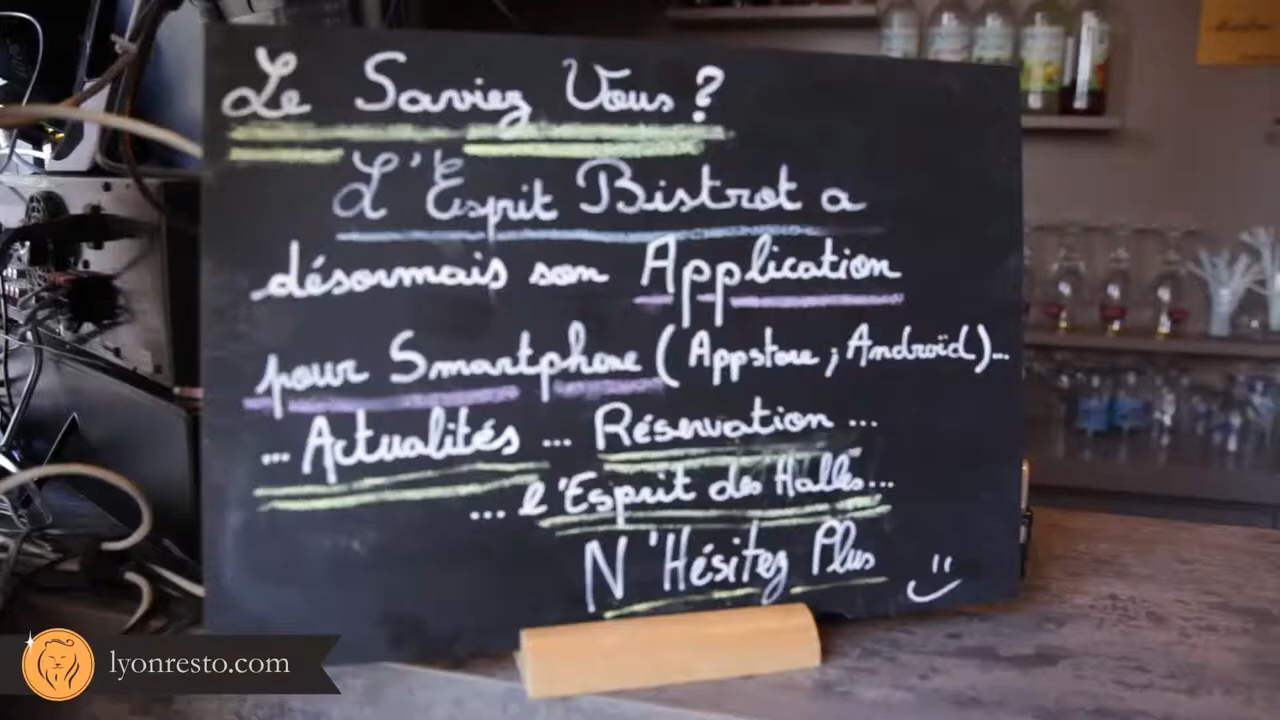 Le Saviez Vous ?
L'Esprit Bistrot a
désormais son Application
pour Smartphone ( Appstore ; Androïd )...
... Actualités ... Réservation ...
... l'Esprit des Halles...
N'Hésitez Plus
lyonresto.com